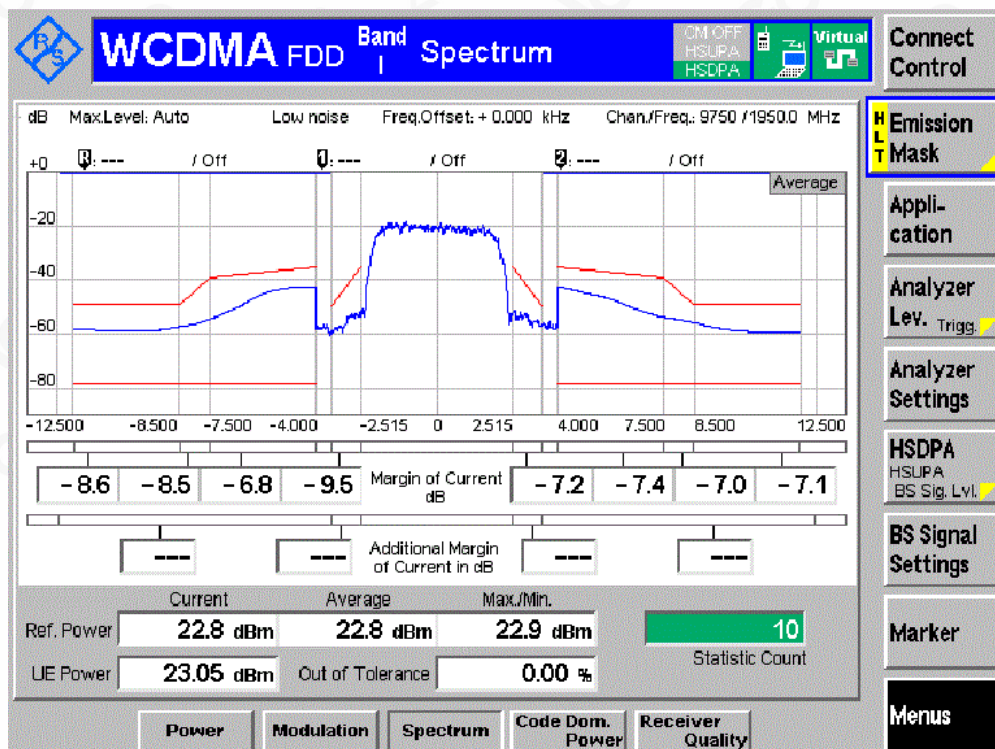 R/S
WCDMA FDD Band I Spectrum
CM OFF
HSUPA
HSDPA
Virtual
Connect Control
dB Max.Level: Auto Low noise Freq.Offset: + 0.000 kHz Chan./Freq.: 9750 / 1950.0 MHz
R: --- / Off 1: --- / Off 2: --- / Off
Average
+0
-20
-40
-60
-80
-12.500 -8.500 -7.500 -4.000 -2.515 0 2.515 4.000 7.500 8.500 12.500
-8.6 -8.5 -6.8 -9.5 Margin of Current dB -7.2 -7.4 -7.0 -7.1
--- --- Additional Margin of Current in dB --- ---
Current Average Max./Min.
Ref. Power 22.8 dBm 22.8 dBm 22.9 dBm 10
Statistic Count
UE Power 23.05 dBm Out of Tolerance 0.00 %
HLT
Emission Mask
Appli-
cation
Analyzer
Lev. Trigg.
Analyzer
Settings
HSDPA
HSUPA
BS Sig. Lvl.
BS Signal
Settings
Marker
Menus
Power Modulation Spectrum Code Dom. Power Receiver Quality